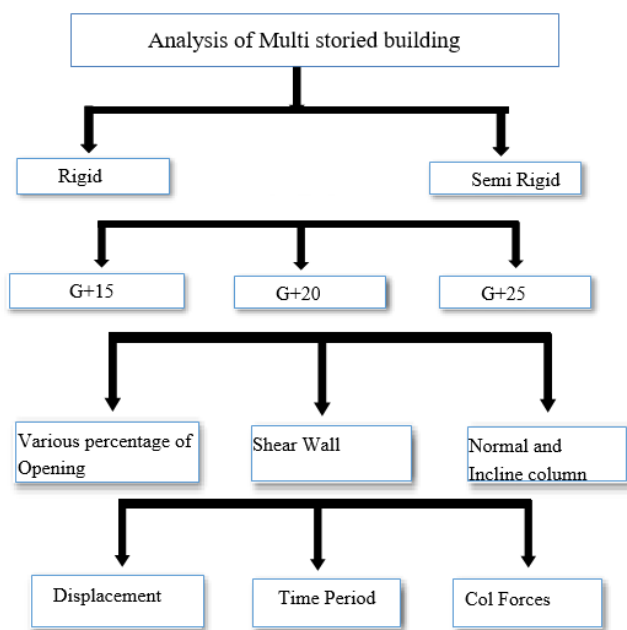 Analysis of Multi storied building
Rigid
Semi Rigid
G+15
G+20
G+25
Various percentage of
Opening
Shear Wall
Normal and
Incline column
Displacement
Time Period
Col Forces